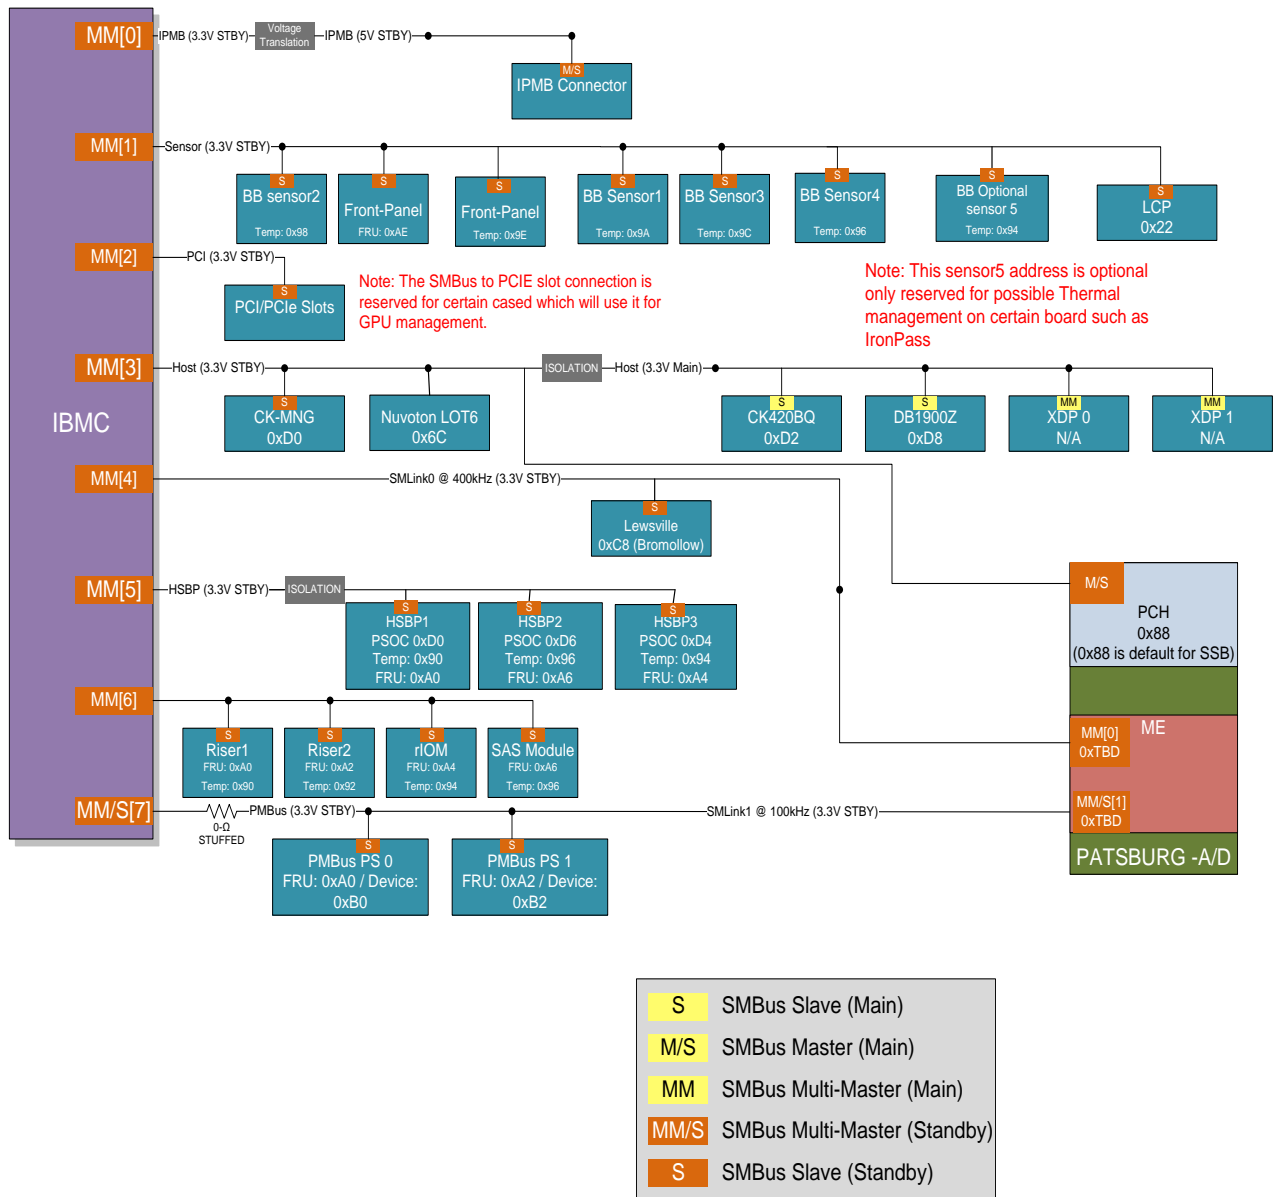 MM[0]
IPMB (3.3V STBY)
Voltage
Translation
IPMB (5V STBY)
M/S
IPMB Connector
MM[1]
Sensor (3.3V STBY)
S
BB sensor2
Temp: 0x98
S
Front-Panel
FRU: 0xAE
S
Front-Panel
Temp: 0x9E
S
BB Sensor1
Temp: 0x9A
S
BB Sensor3
Temp: 0x9C
S
BB Sensor4
Temp: 0x96
S
BB Optional
sensor 5
Temp: 0x94
S
LCP
0x22
MM[2]
PCI (3.3V STBY)
S
PCI/PCIe Slots
Note: The SMBus to PCIE slot connection is
reserved for certain cased which will use it for
GPU management.
Note: This sensor5 address is optional
only reserved for possible Thermal
management on certain board such as
IronPass
MM[3]
Host (3.3V STBY)
ISOLATION
Host (3.3V Main)
S
CK-MNG
0xD0
Nuvoton LOT6
0x6C
S
CK420BQ
0xD2
S
DB1900Z
0xD8
MM
XDP 0
N/A
MM
XDP 1
N/A
IBMC
MM[4]
SMLink0 @ 400kHz (3.3V STBY)
S
Lewsville
0xC8 (Bromollow)
MM[5]
HSBP (3.3V STBY)
ISOLATION
S
HSBP1
PSOC 0xD0
Temp: 0x90
FRU: 0xA0
S
HSBP2
PSOC 0xD6
Temp: 0x96
FRU: 0xA6
S
HSBP3
PSOC 0xD4
Temp: 0x94
FRU: 0xA4
M/S
PCH
0x88
(0x88 is default for SSB)
MM[6]
S
Riser1
FRU: 0xA0
Temp: 0x90
S
Riser2
FRU: 0xA2
Temp: 0x92
S
rIOM
FRU: 0xA4
Temp: 0x94
S
SAS Module
FRU: 0xA6
Temp: 0x96
MM[0]
0xTBD
ME
MM/S[7]
0-Ω
STUFFED
PMBus (3.3V STBY)
SMLink1 @ 100kHz (3.3V STBY)
MM/S[1]
0xTBD
S
PMBus PS 0
FRU: 0xA0 / Device:
0xB0
S
PMBus PS 1
FRU: 0xA2 / Device:
0xB2
PATSBURG -A/D
S SMBus Slave (Main)
M/S SMBus Master (Main)
MM SMBus Multi-Master (Main)
MM/S SMBus Multi-Master (Standby)
S SMBus Slave (Standby)